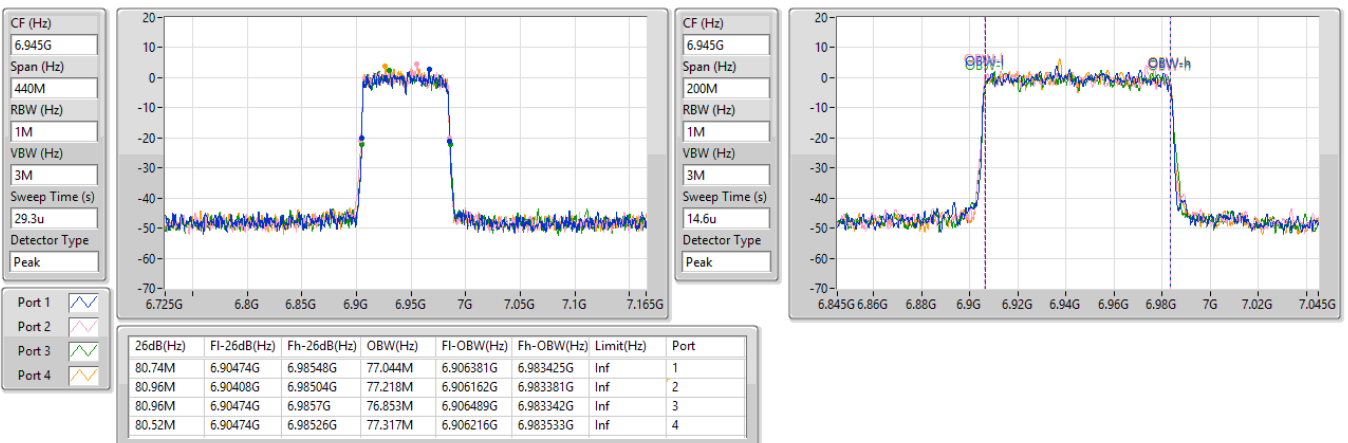 CF (Hz)
6.945G
Span (Hz)
440M
RBW (Hz)
1M
VBW (Hz)
3M
Sweep Time (s)
29.3u
Detector Type
Peak
20
10
0
-10
-20
-30
-40
-50
-60
-70
6.725G 6.8G 6.85G 6.9G 6.95G 7G 7.05G 7.1G 7.165G
CF (Hz)
6.945G
Span (Hz)
200M
RBW (Hz)
1M
VBW (Hz)
3M
Sweep Time (s)
14.6u
Detector Type
Peak
20
10
0
-10
-20
-30
-40
-50
-60
-70
OBW-l OBW-h
6.845G 6.86G 6.88G 6.9G 6.92G 6.94G 6.96G 6.98G 7G 7.02G 7.045G
Port 1
Port 2
Port 3
Port 4
26dB(Hz) Fl-26dB(Hz) Fh-26dB(Hz) OBW(Hz) Fl-OBW(Hz) Fh-OBW(Hz) Limit(Hz) Port
80.74M 6.90474G 6.98548G 77.044M 6.906381G 6.983425G Inf 1
80.96M 6.90408G 6.98504G 77.218M 6.906162G 6.983381G Inf 2
80.96M 6.90474G 6.9857G 76.853M 6.906489G 6.983342G Inf 3
80.52M 6.90474G 6.98526G 77.317M 6.906216G 6.983533G Inf 4